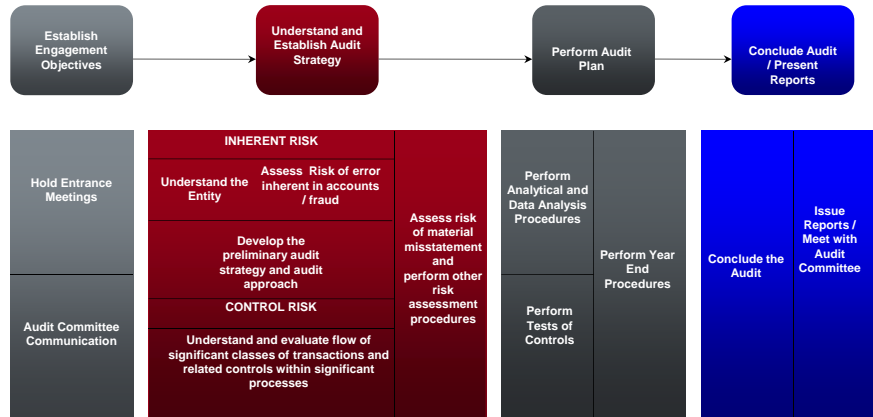 Establish
Engagement
Objectives
Understand and
Establish Audit
Strategy
Perform Audit
Plan
Conclude Audit
/ Present
Reports
Hold Entrance
Meetings
Audit Committee
Communication
INHERENT RISK
Understand the
Entity
Assess Risk of error
inherent in accounts
/ fraud
Develop the
preliminary audit
strategy and audit
approach
CONTROL RISK
Understand and evaluate flow of
significant classes of transactions and
related controls within significant
processes
Assess risk
of material
misstatement
and
perform other
risk
assessment
procedures
Perform
Analytical and
Data Analysis
Procedures
Perform
Tests of
Controls
Perform Year
End
Procedures
Conclude the
Audit
Issue
Reports /
Meet with
Audit
Committee